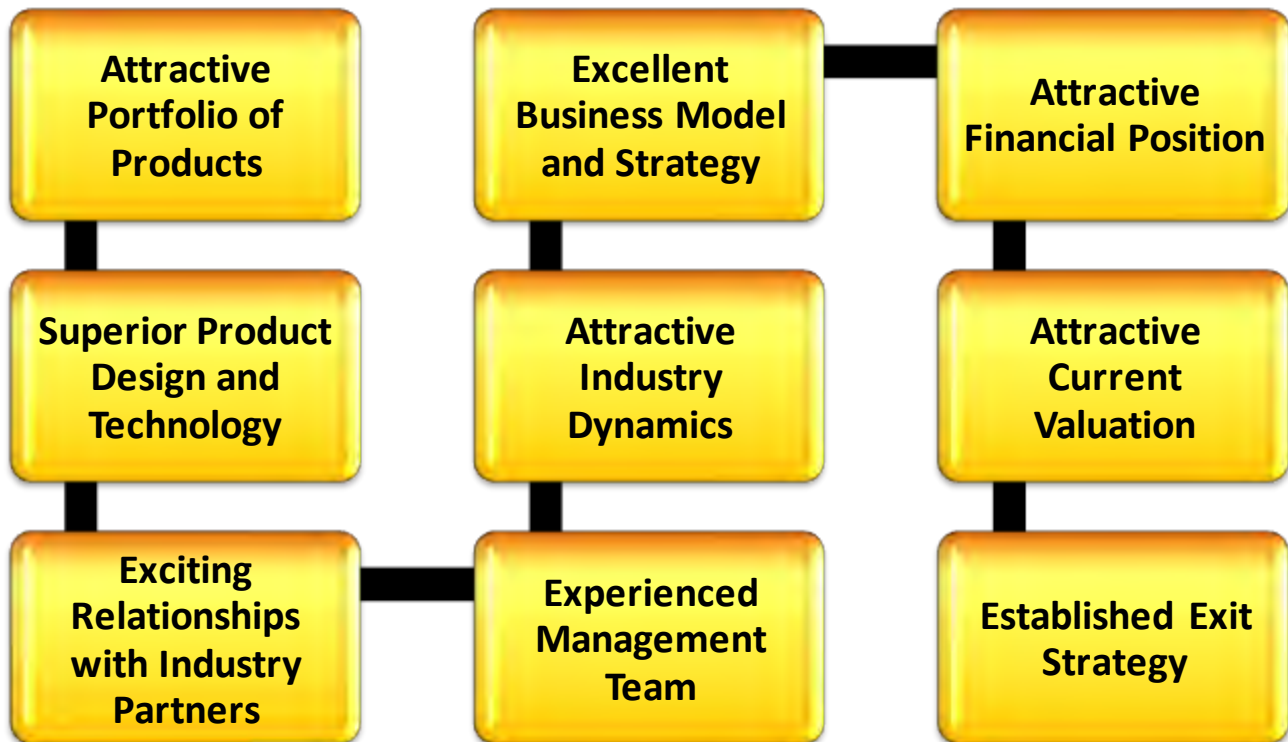 Attractive
Portfolio of
Products
Superior Product
Design and
Technology
Exciting
Relationships
with Industry
Partners
Experienced
Management
Team
Attractive
Industry
Dynamics
Excellent
Business Model
and Strategy
Attractive
Financial Position
Attractive
Current
Valuation
Established Exit
Strategy